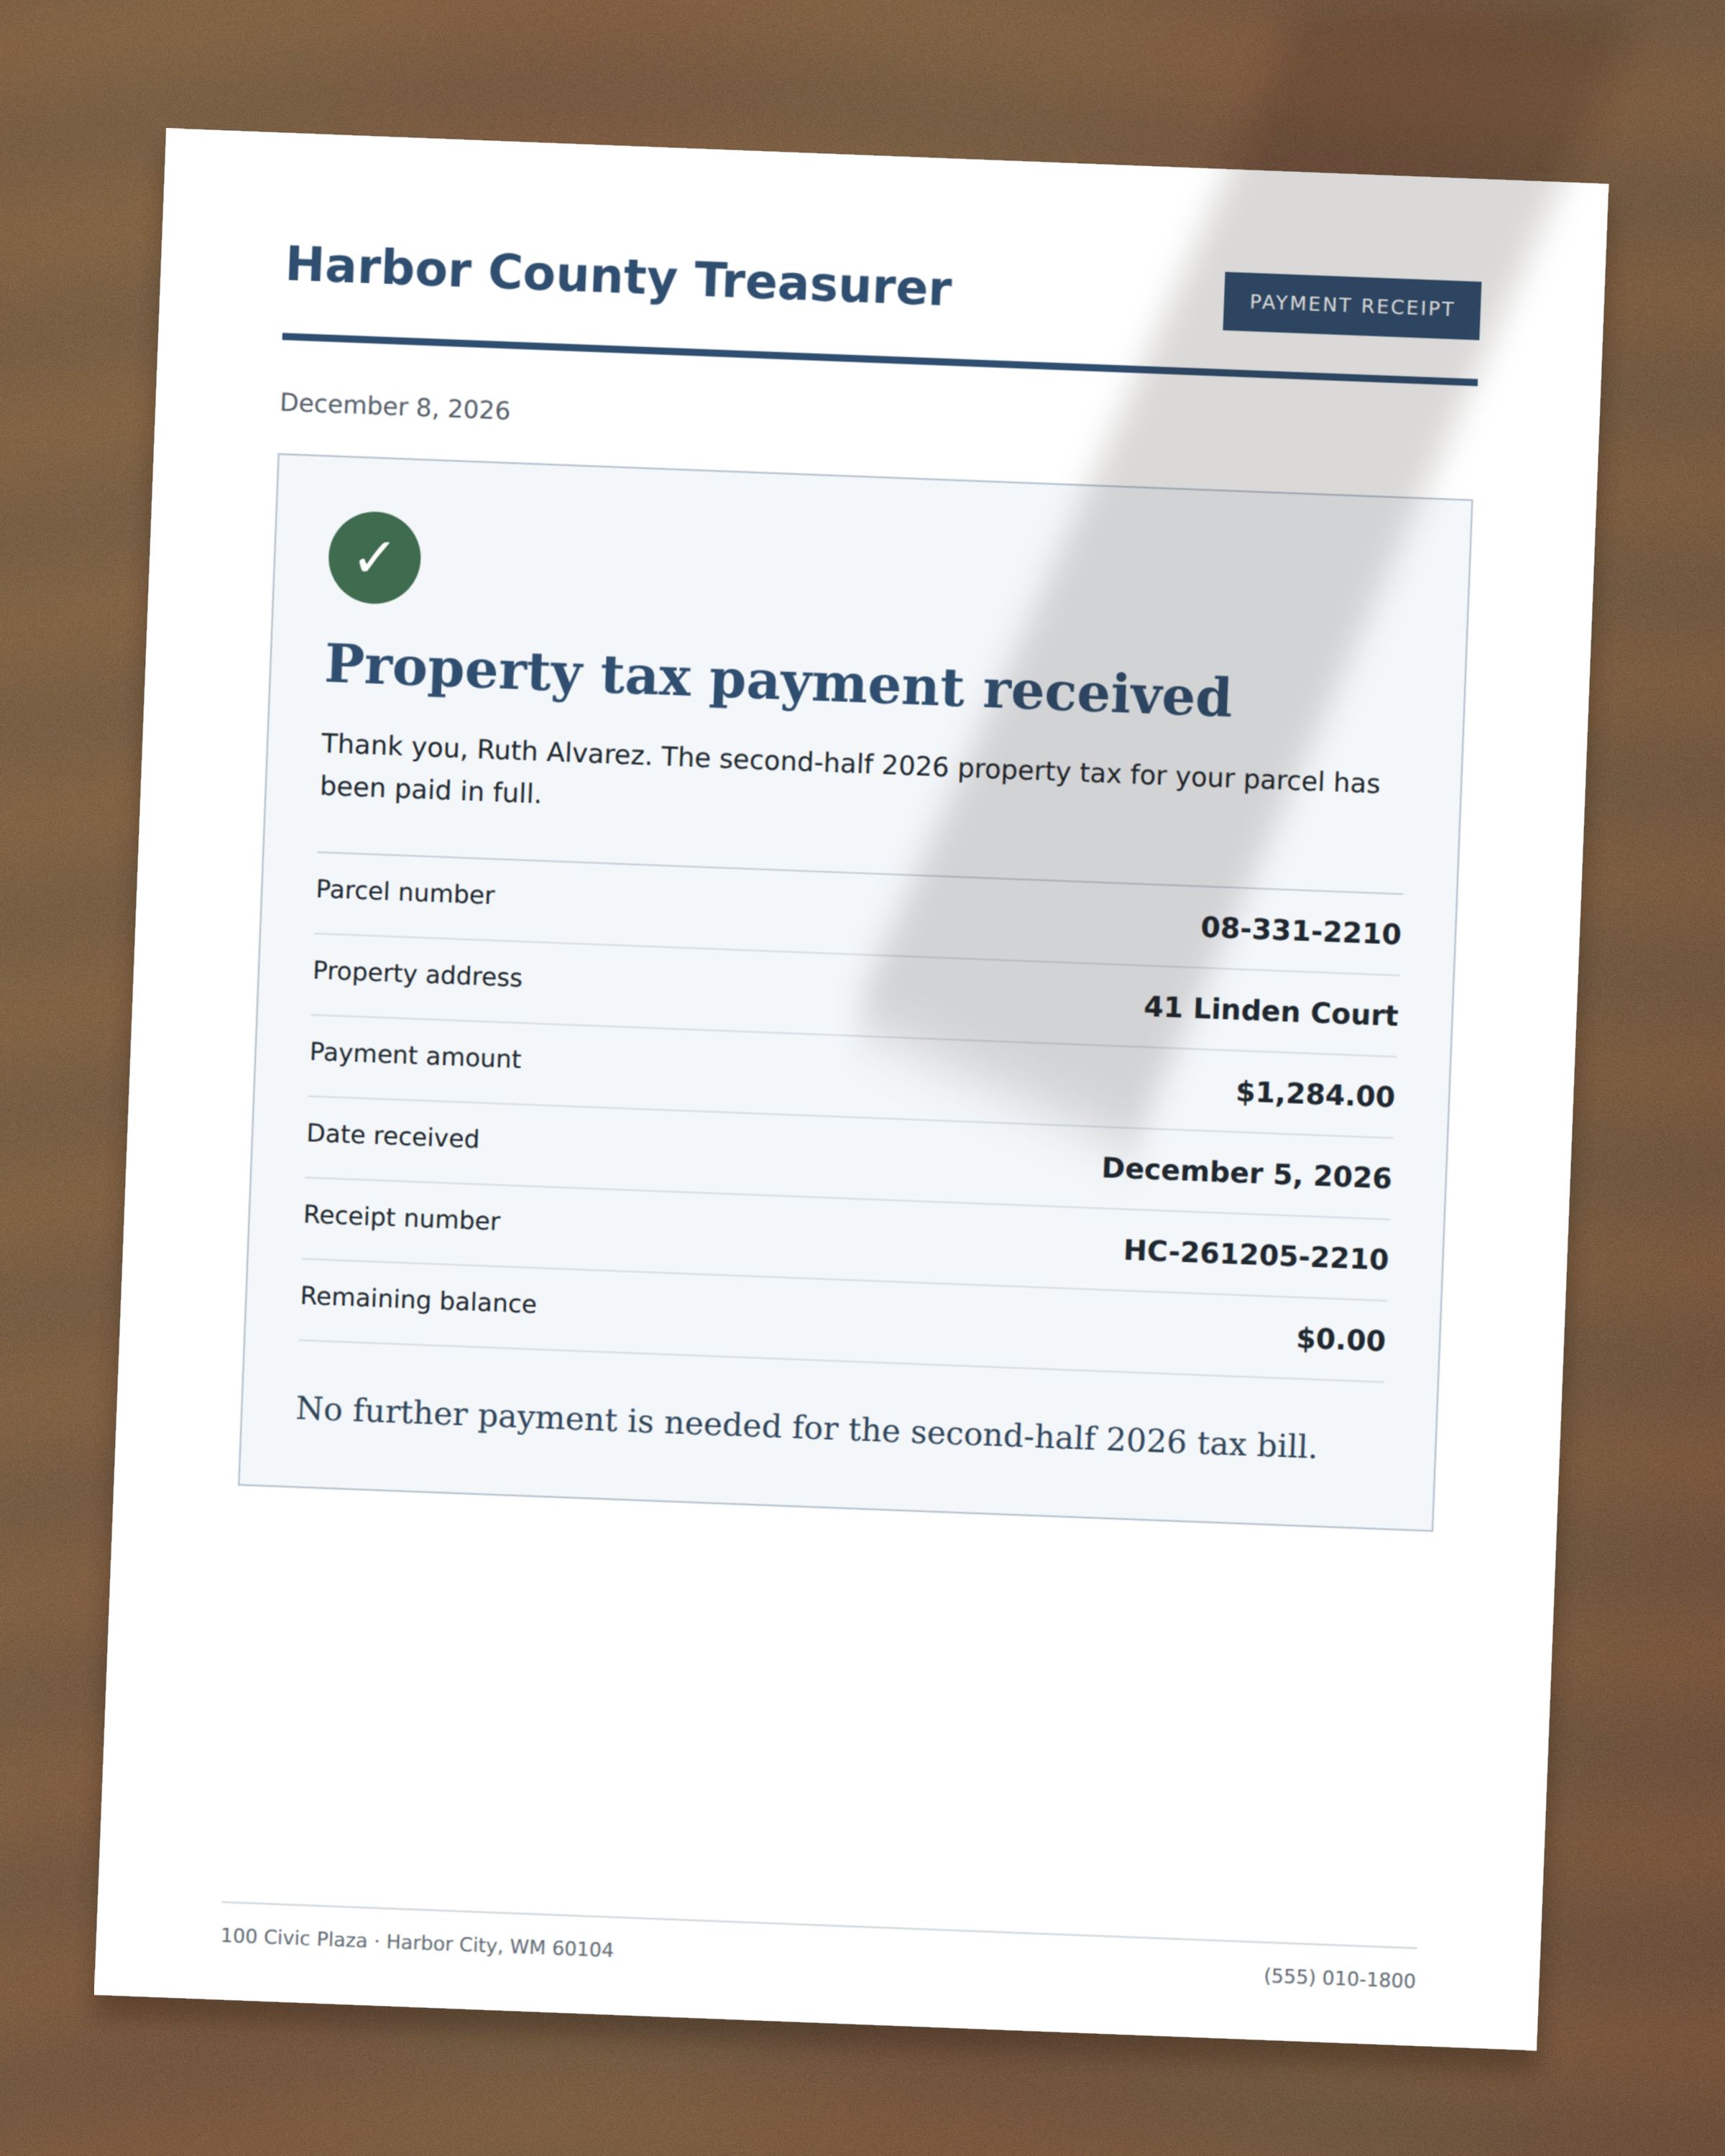 Harbor County Treasurer
PAYMENT RECEIPT
December 8, 2026
✓
Property tax payment received
Thank you, Ruth Alvarez. The second-half 2026 property tax for your parcel has
been paid in full.
Parcel number 08-331-2210
Property address 41 Linden Court
Payment amount $1,284.00
Date received December 5, 2026
Receipt number HC-261205-2210
Remaining balance $0.00
No further payment is needed for the second-half 2026 tax bill.
100 Civic Plaza · Harbor City, WM 60104
(555) 010-1800